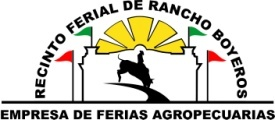 RECINTO FERIAL DE RANCHO BOYEROS
EMPRESA DE FERIAS AGROPECUARIAS